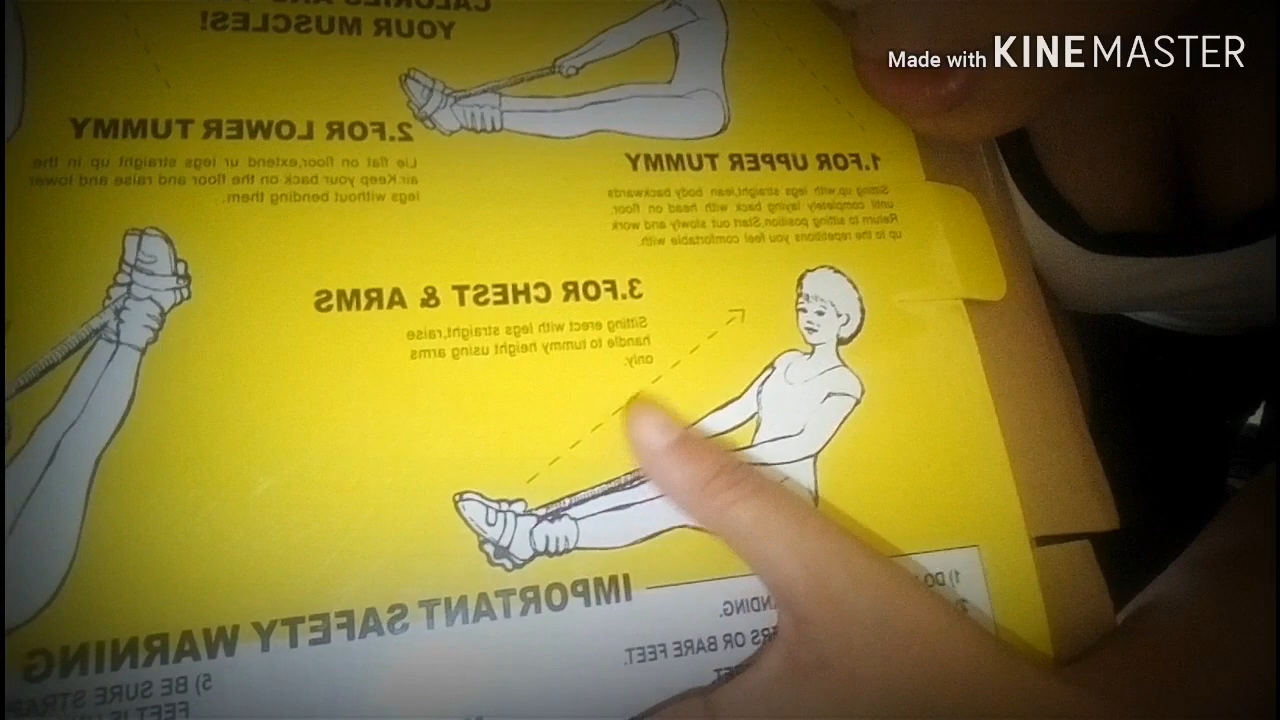 Made with KINEMASTER
CALORIES
YOUR MUSCLES!
1.FOR UPPER TUMMY
Sitting up,with legs straight,lean body backwards
until completely laying back with head on floor.
Return to sitting position.Start out slowly and work
up to the repetitions you feel comfortable with.
2.FOR LOWER TUMMY
Lie flat on floor,extend ur legs straight up in the
air.Keep your back on the floor and raise and lower
legs without bending them.
3.FOR CHEST & ARMS
Sitting erect with legs straight,raise
handle to tummy height using arms
only.
IMPORTANT SAFETY WARNING
1) DO
OR BARE FEET.
5) BE SURE
FEET IS